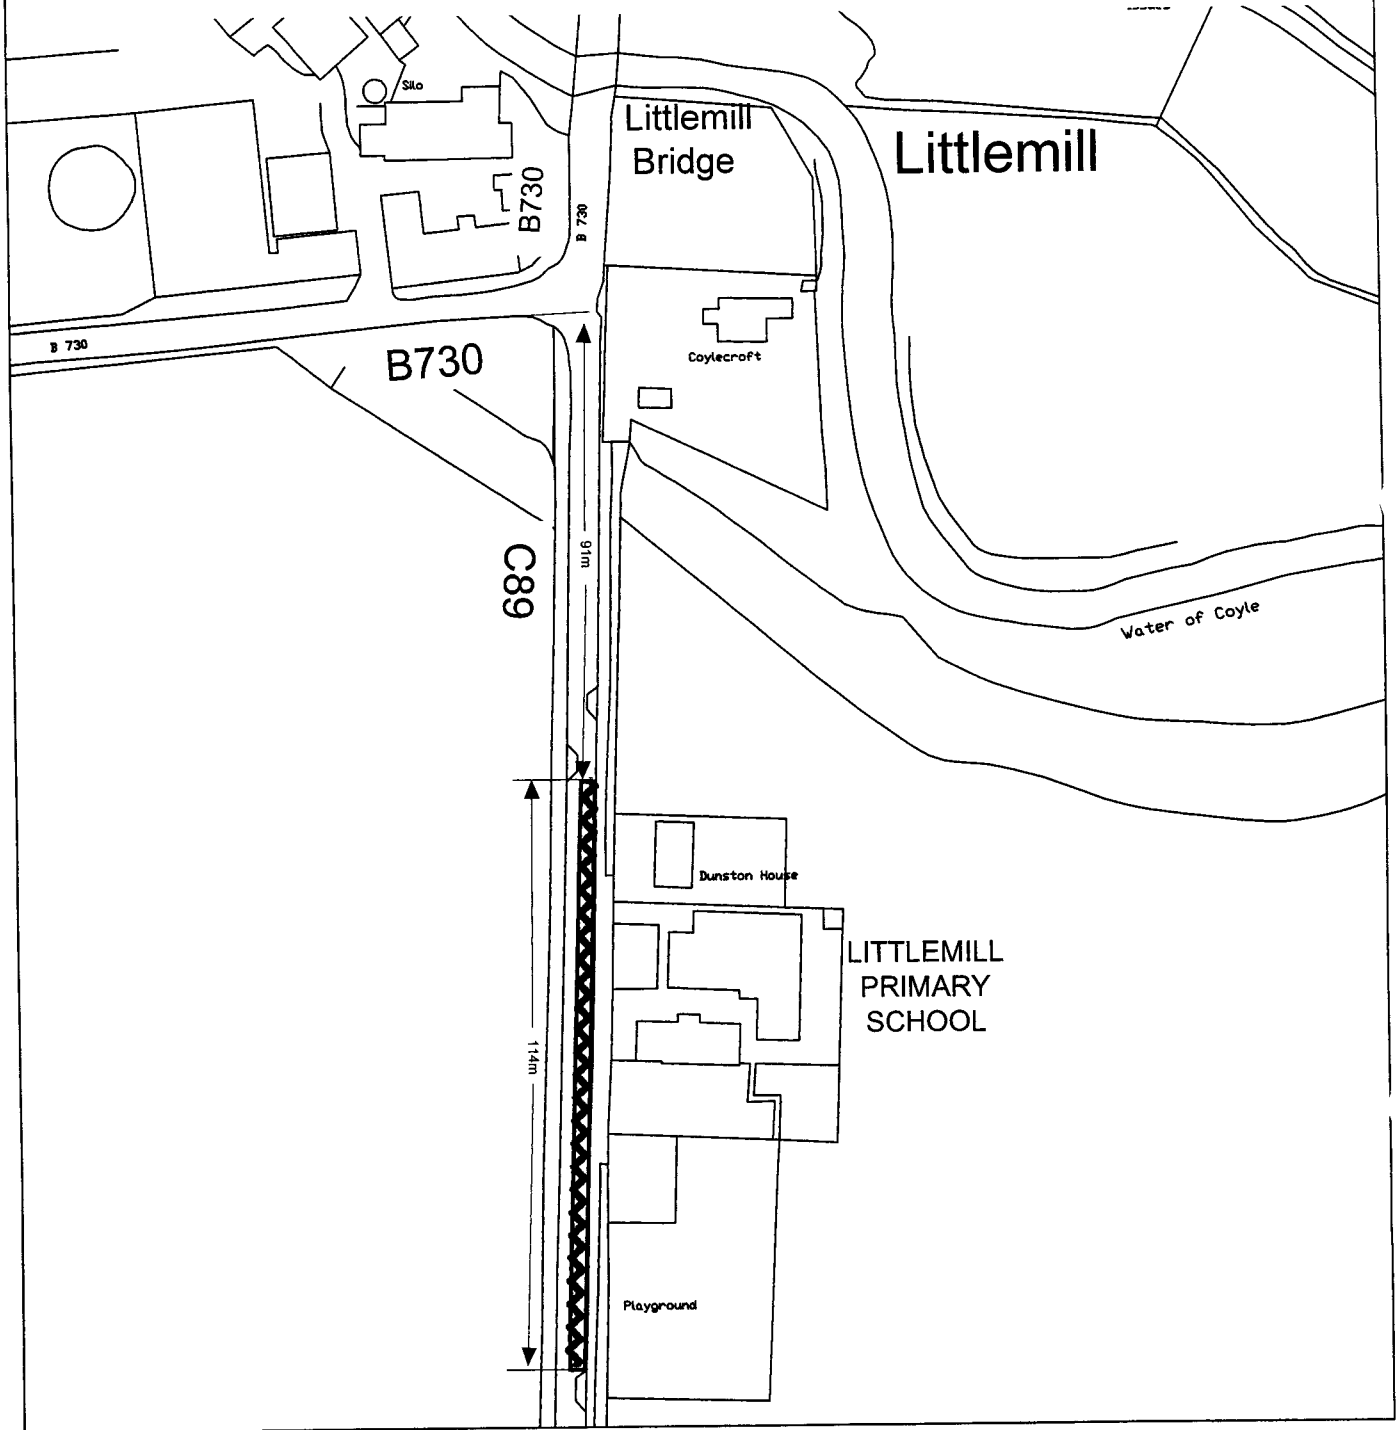 Silo
Littlemill
Bridge
Littlemill
B730
B 730
B 730
B730
Coylecroft
C89
91m
Water of Coyle
Dunston House
LITTLEMILL
PRIMARY
SCHOOL
114m
Playground